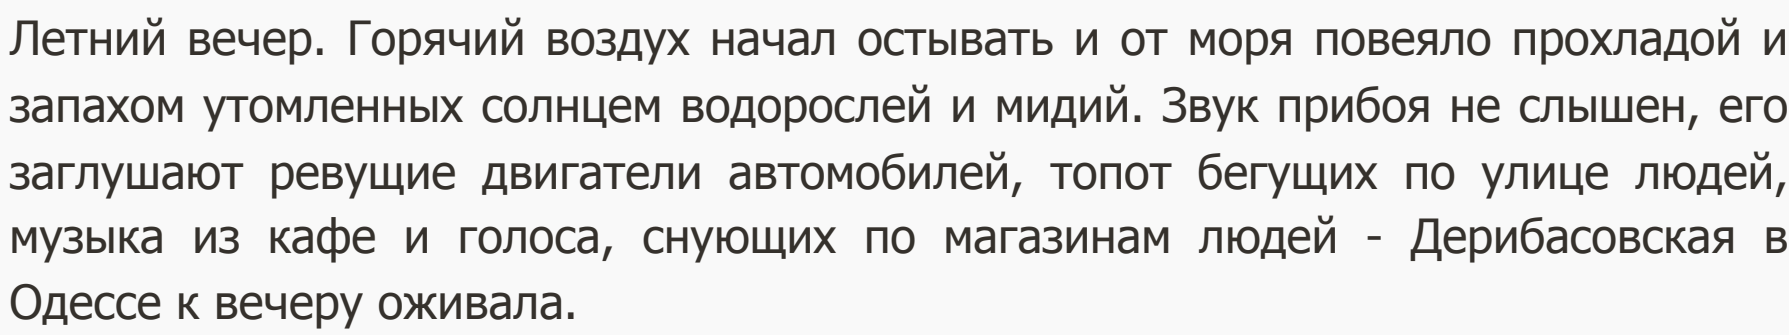 Летний вечер. Горячий воздух начал остывать и от моря повеяло прохладой и
запахом утомленных солнцем водорослей и мидий. Звук прибоя не слышен, его
заглушают ревущие двигатели автомобилей, топот бегущих по улице людей,
музыка из кафе и голоса, снующих по магазинам людей - Дерибасовская в
Одессе к вечеру оживала.